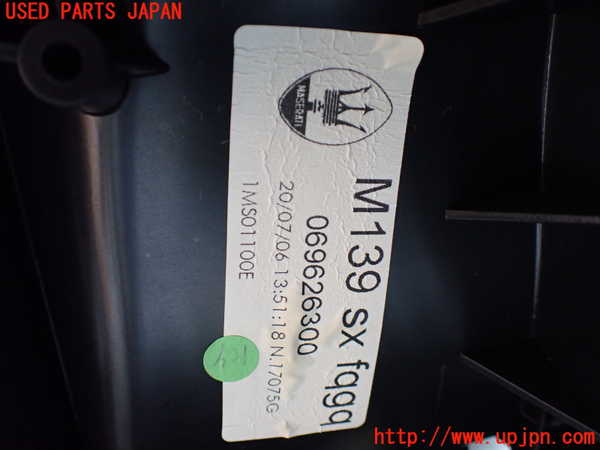 USED PARTS JAPAN
MASERATI
M139 sx fqgq
069626300
20/07/06 13:51:18 N.17075G
1MS01100E
http://www.upjpn.com/